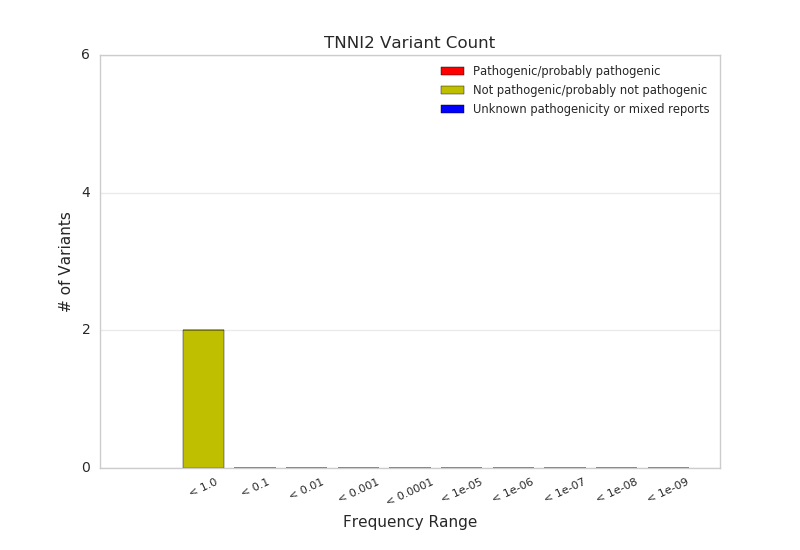 TNNI2 Variant Count
Pathogenic/probably pathogenic
Not pathogenic/probably not pathogenic
Unknown pathogenicity or mixed reports
# of Variants
6
4
2
0
< 1.0
< 0.1
< 0.01
< 0.001
< 0.0001
< 1e-05
< 1e-06
< 1e-07
< 1e-08
< 1e-09
Frequency Range